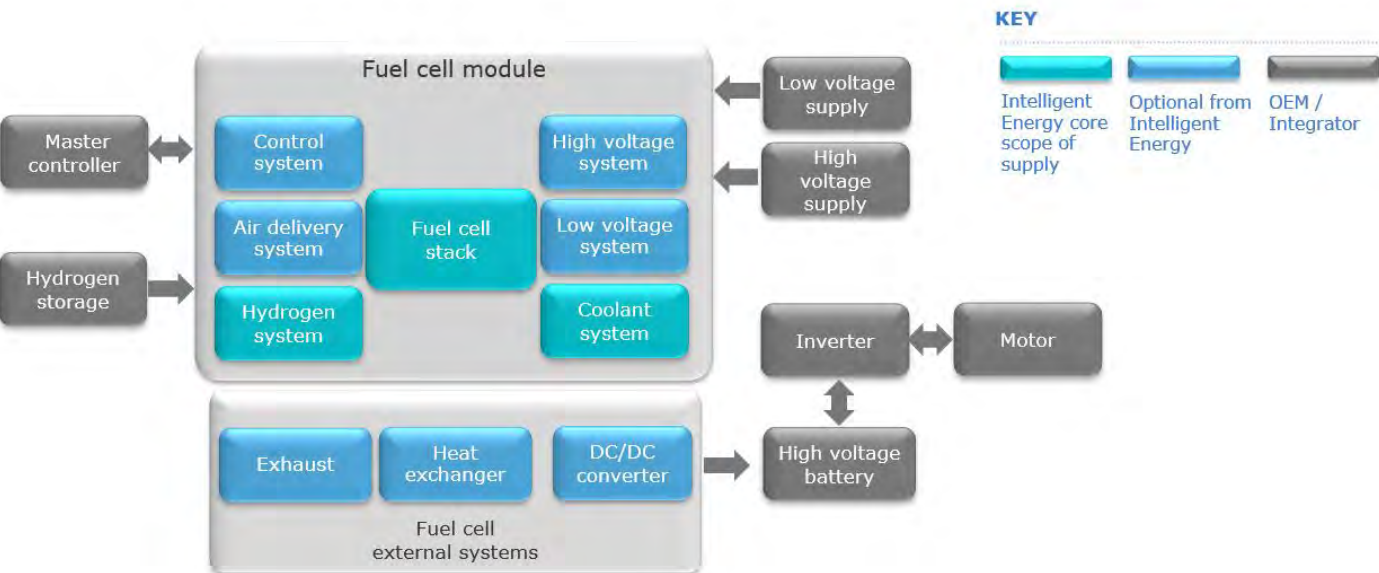 KEY
Intelligent
Energy core
scope of
supply
Optional from
Intelligent
Energy
OEM /
Integrator
Fuel cell module
Master
controller
Control
system
High voltage
system
Low voltage
supply
High
voltage
supply
Air delivery
system
Fuel cell
stack
Low voltage
system
Hydrogen
storage
Hydrogen
system
Coolant
system
Inverter
Motor
Exhaust
Heat
exchanger
DC/DC
converter
High voltage
battery
Fuel cell
external systems